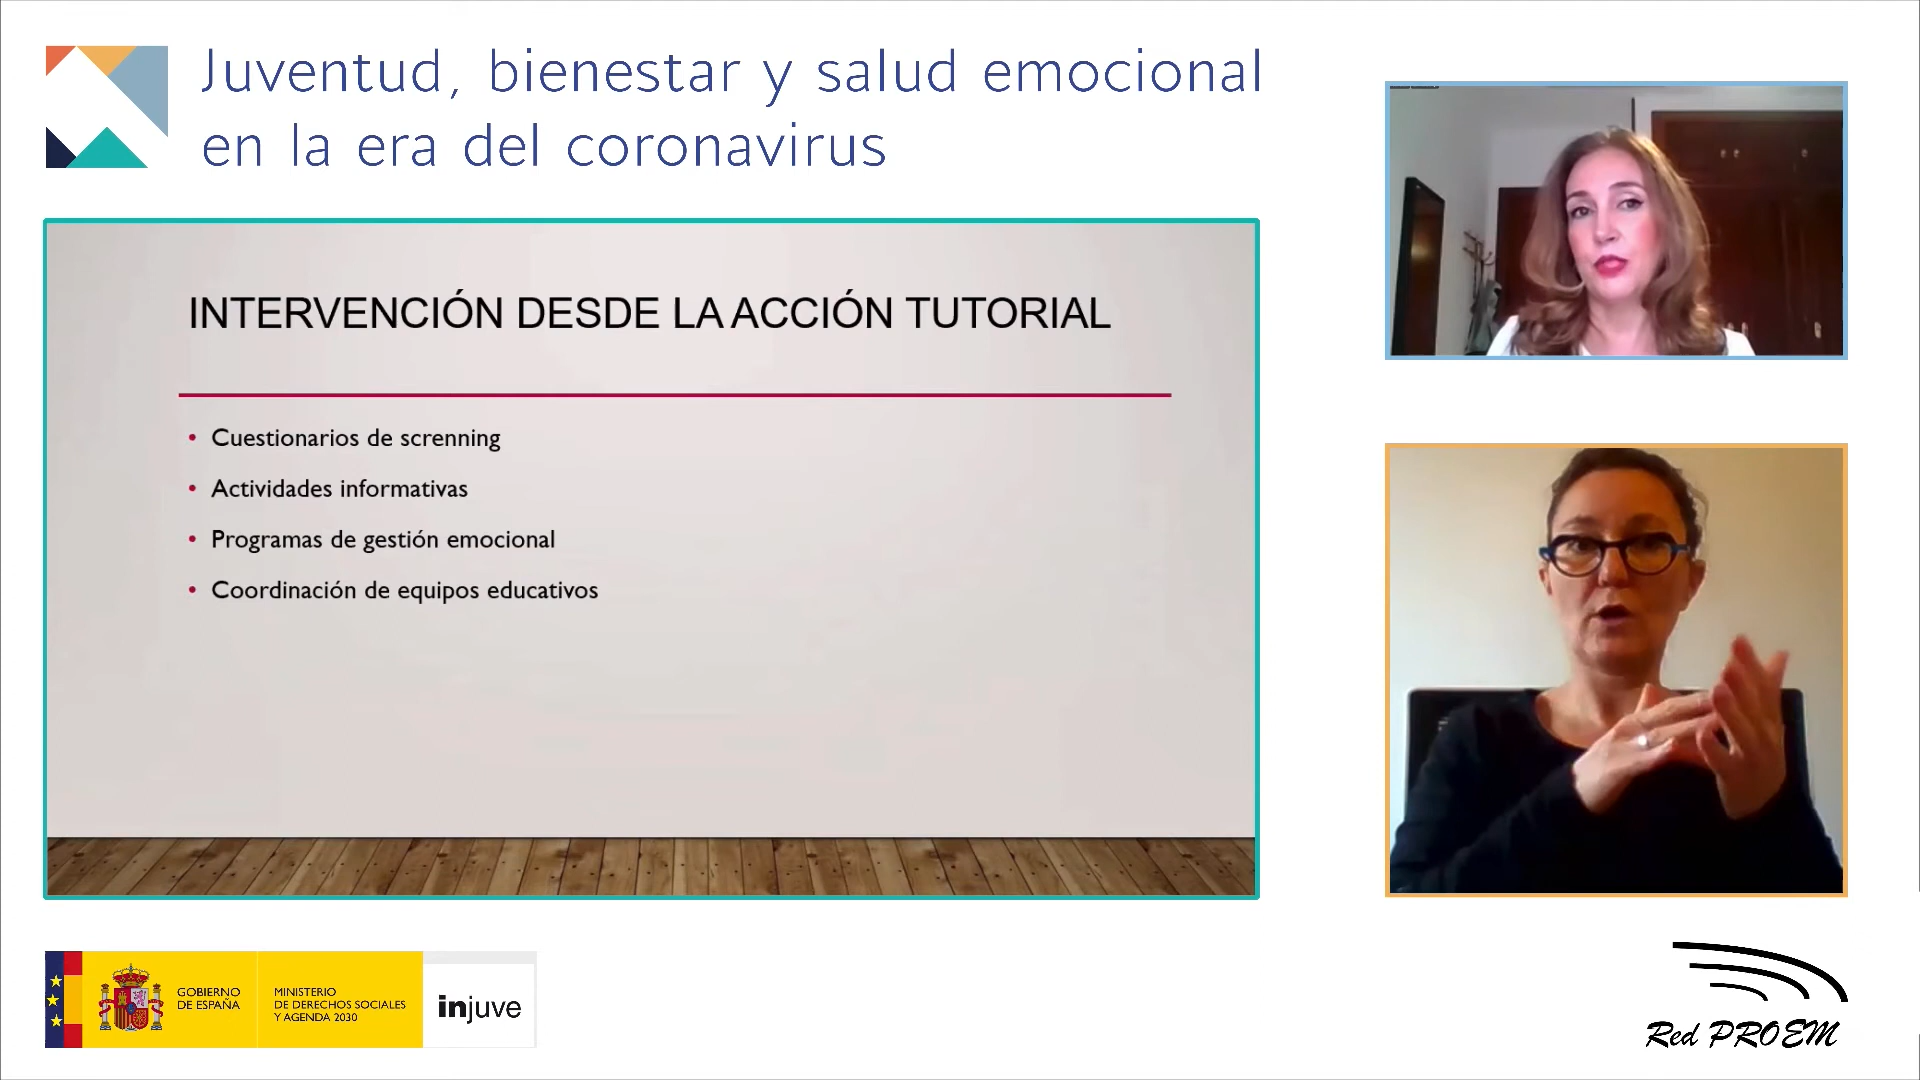 Juventud, bienestar y salud emocional
en la era del coronavirus
INTERVENCIÓN DESDE LA ACCIÓN TUTORIAL
• Cuestionarios de screnning
• Actividades informativas
• Programas de gestión emocional
• Coordinación de equipos educativos
GOBIERNO
DE ESPAÑA
MINISTERIO
DE DERECHOS SOCIALES
Y AGENDA 2030
injuve
Red PROEM